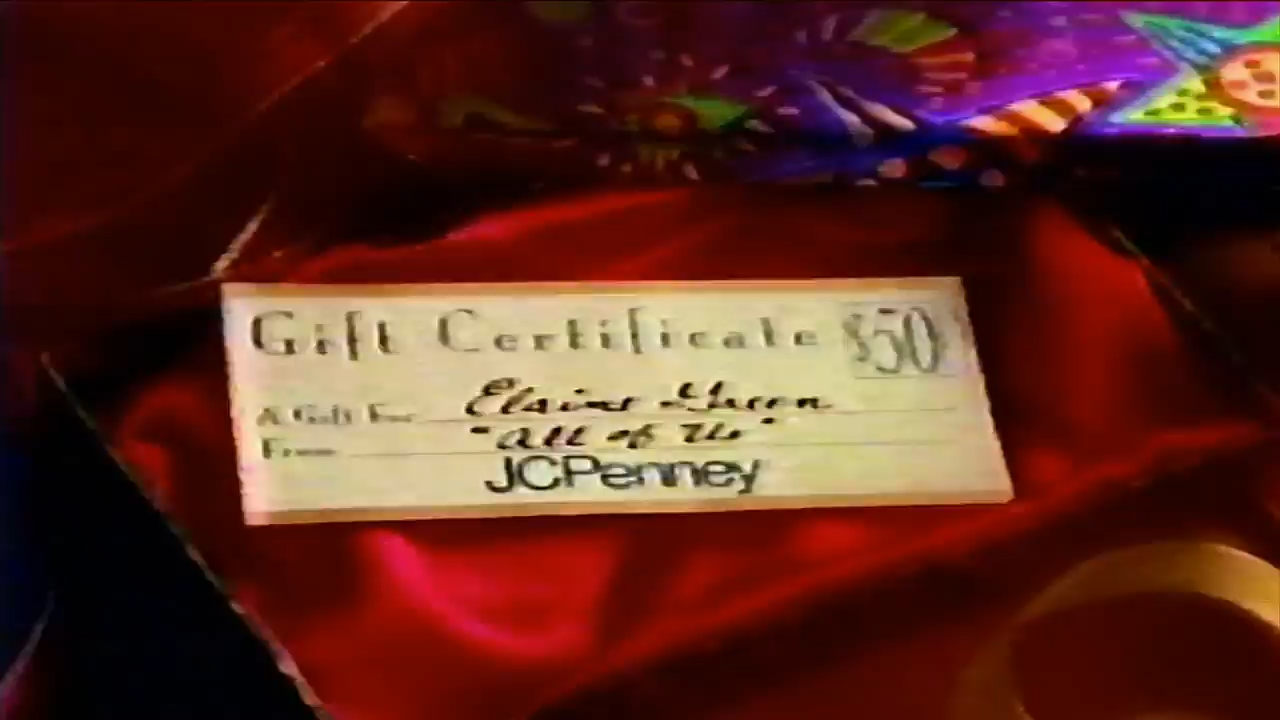 Gift Certificate $50
A Gift For Elaine Green
From "All of Us"
JCPenney